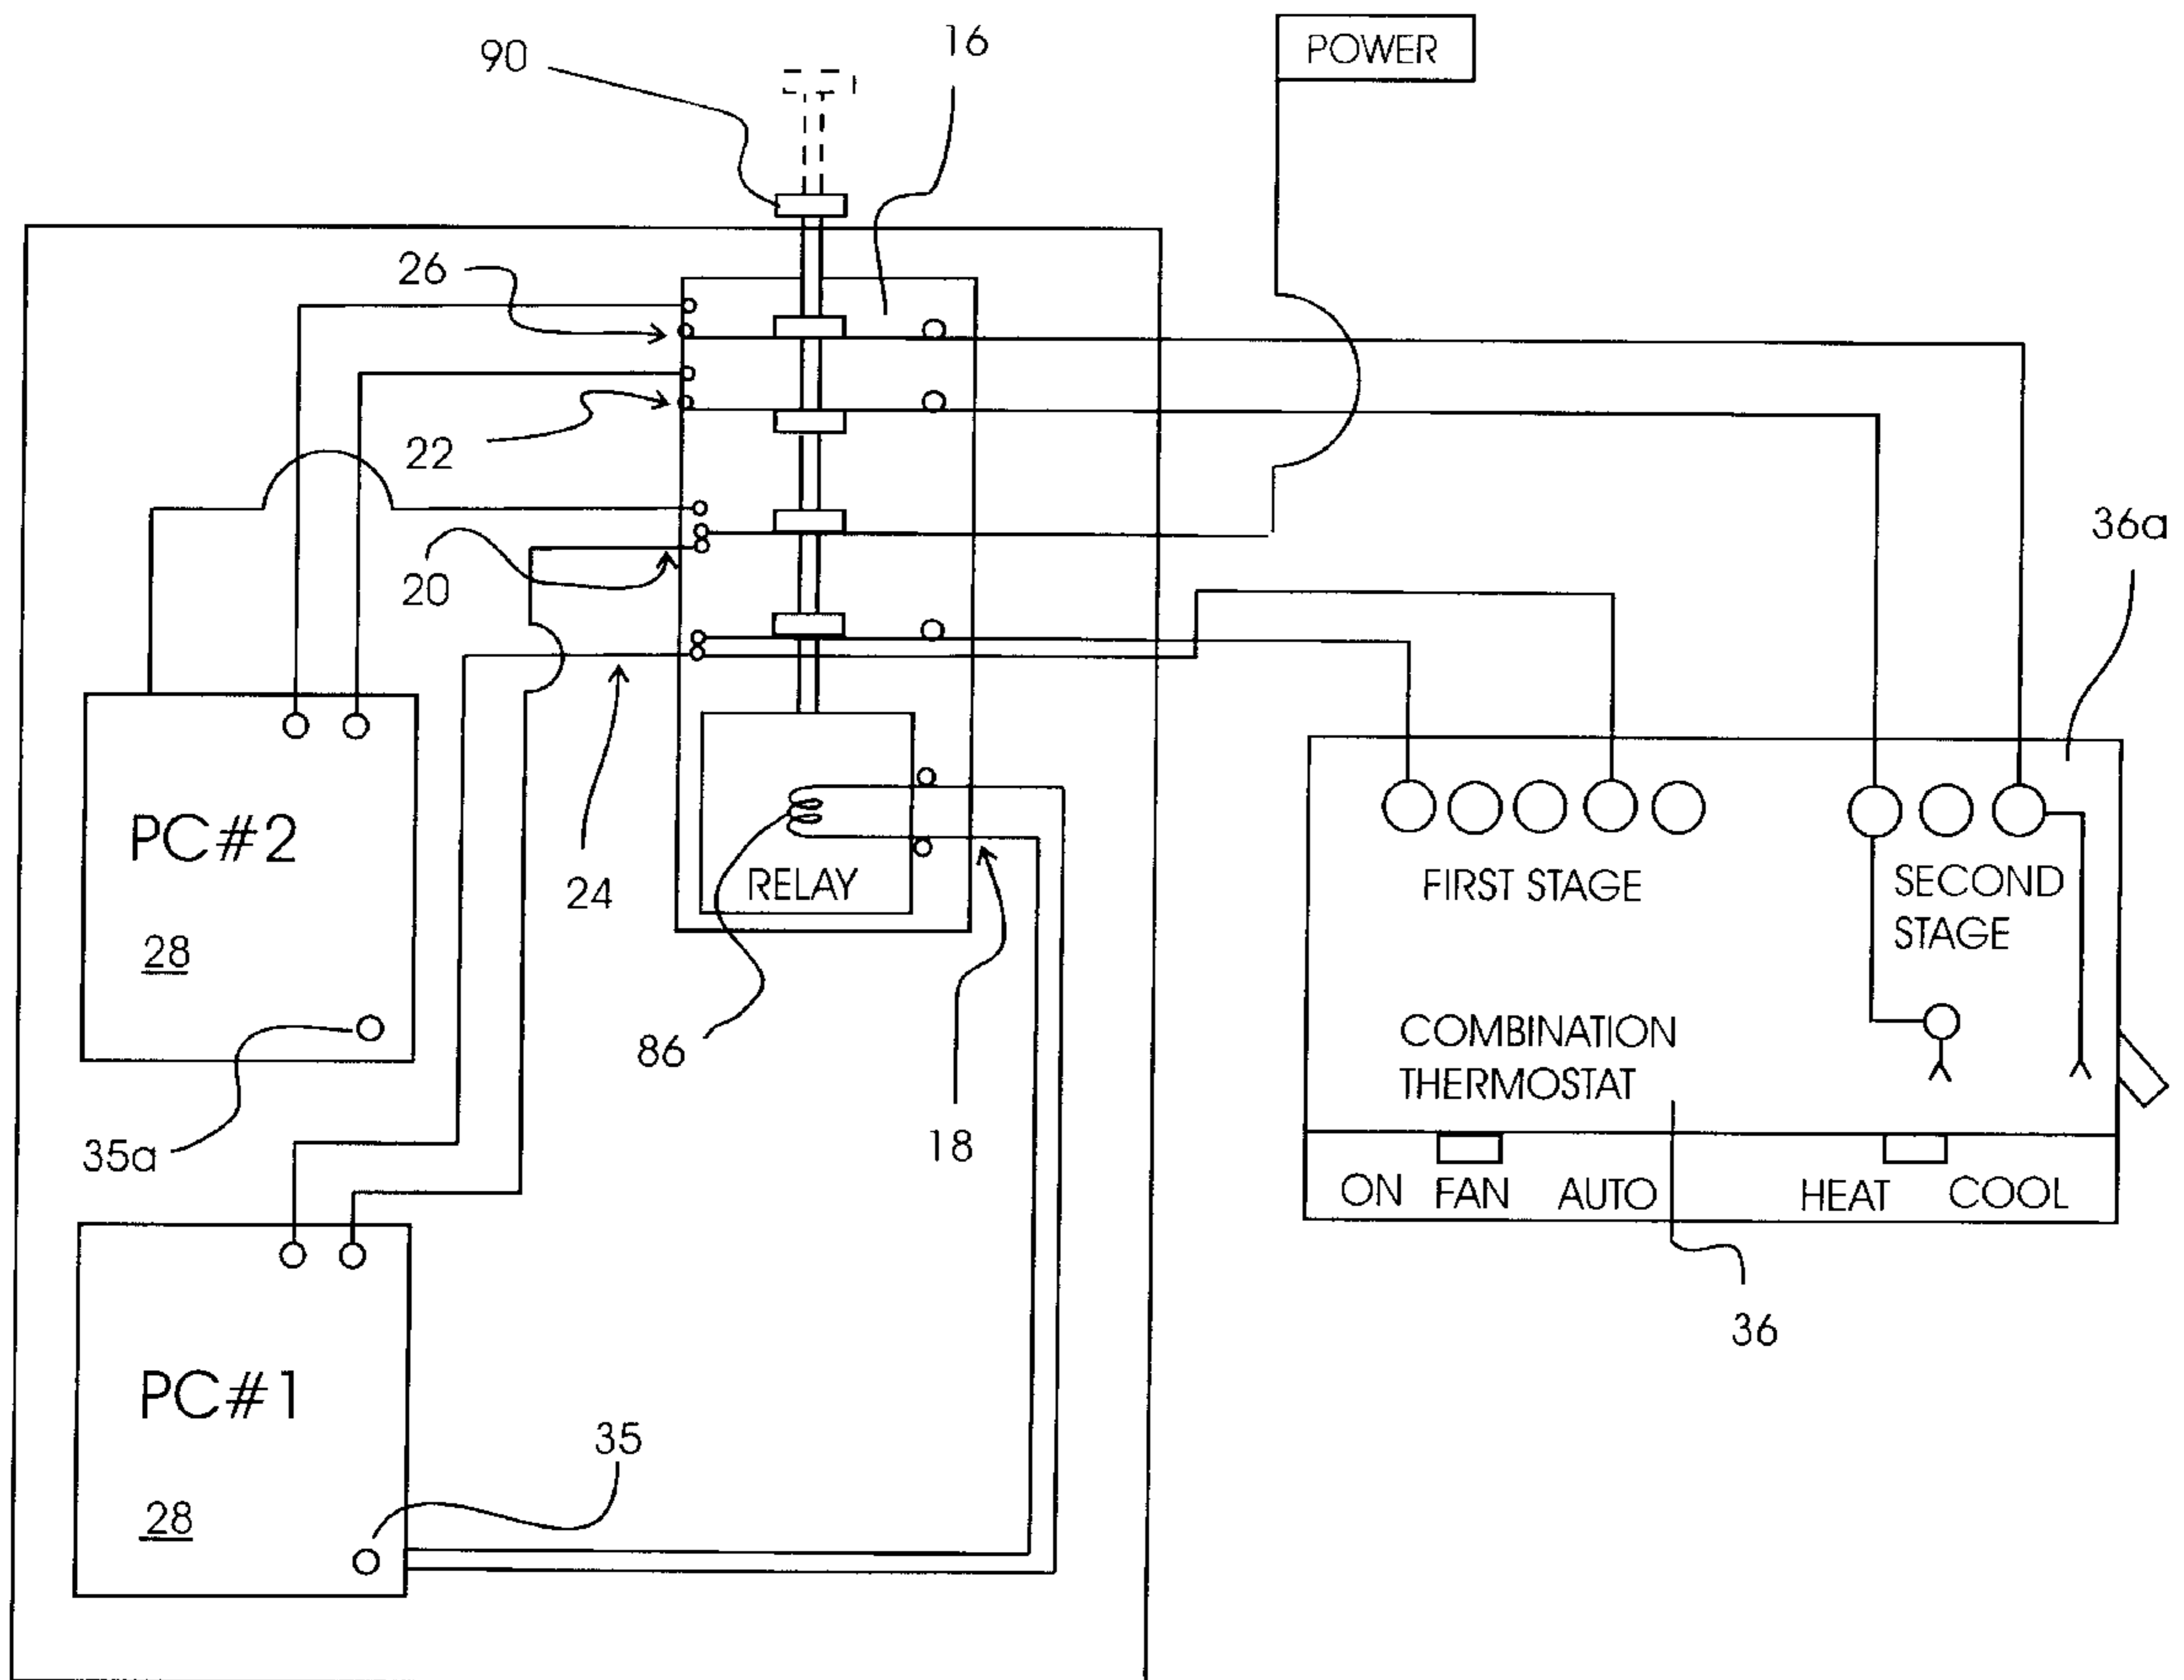 90
16
POWER
26
22
36a
20
PC#2
28
24
RELAY
FIRST STAGE
SECOND
STAGE
86
COMBINATION
THERMOSTAT
35a
18
ON FAN AUTO HEAT COOL
36
PC#1
35
28